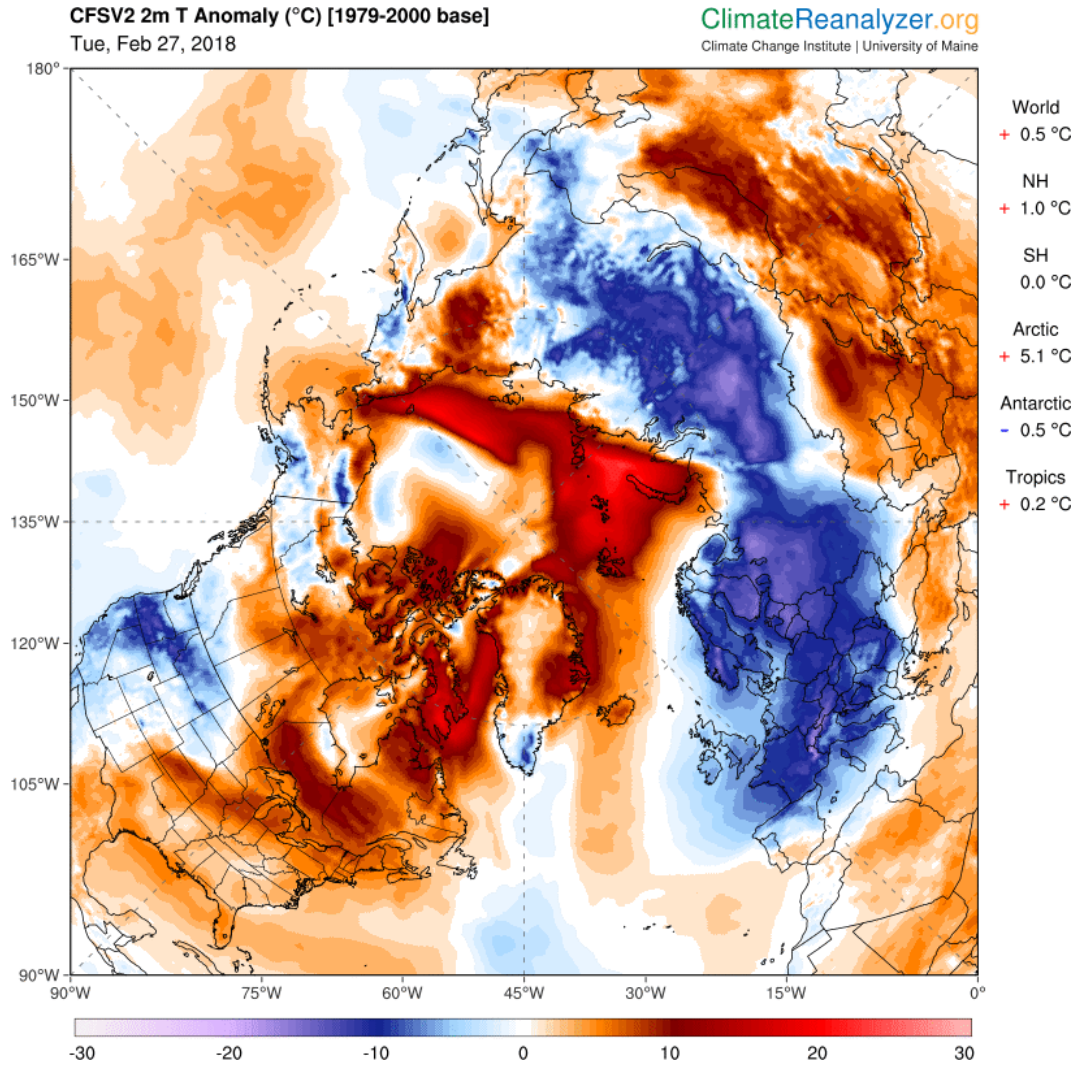 CFSV2 2m T Anomaly (°C) [1979-2000 base]
Tue, Feb 27, 2018
ClimateReanalyzer.org
Climate Change Institute | University of Maine
180°
165°W
150°W
135°W
120°W
105°W
90°W
90°W 75°W 60°W 45°W 30°W 15°W 0°
World
+ 0.5 °C
NH
+ 1.0 °C
SH
0.0 °C
Arctic
+ 5.1 °C
Antarctic
- 0.5 °C
Tropics
+ 0.2 °C
-30 -20 -10 0 10 20 30